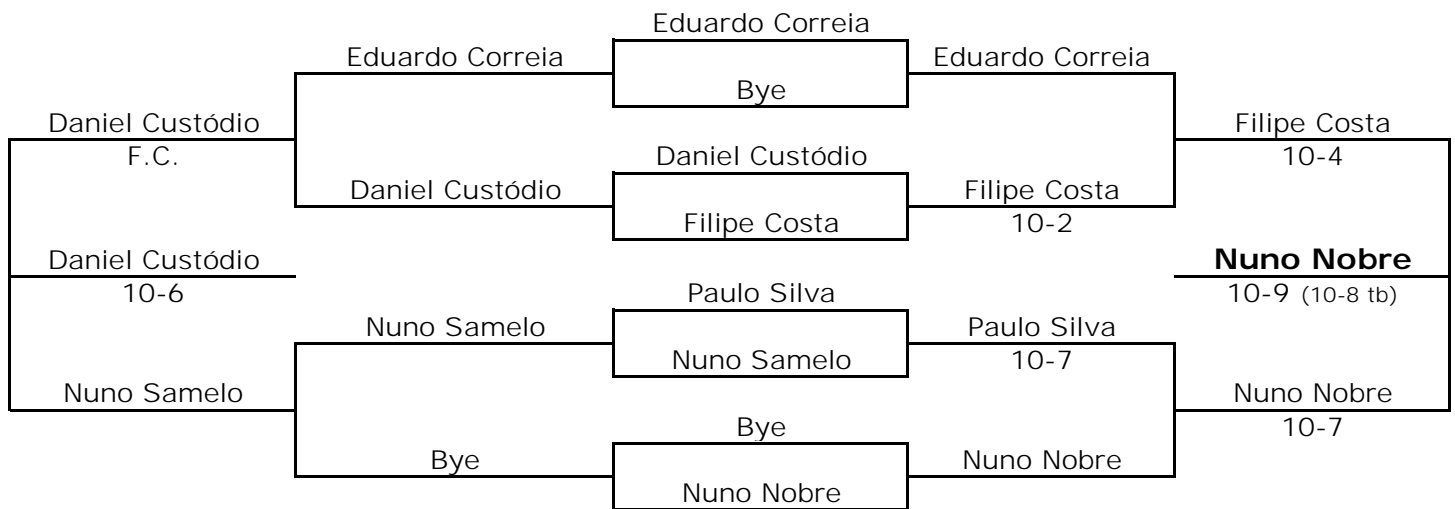 Eduardo Correia
Eduardo Correia
Eduardo Correia
Bye
Daniel Custódio
Filipe Costa
F.C.
Daniel Custódio
10-4
Daniel Custódio
Filipe Costa
Filipe Costa
10-2
Daniel Custódio
Nuno Nobre
10-6
Paulo Silva
10-9 (10-8 tb)
Nuno Samelo
Paulo Silva
Nuno Samelo
10-7
Nuno Samelo
Nuno Nobre
Bye
10-7
Bye
Nuno Nobre
Nuno Nobre